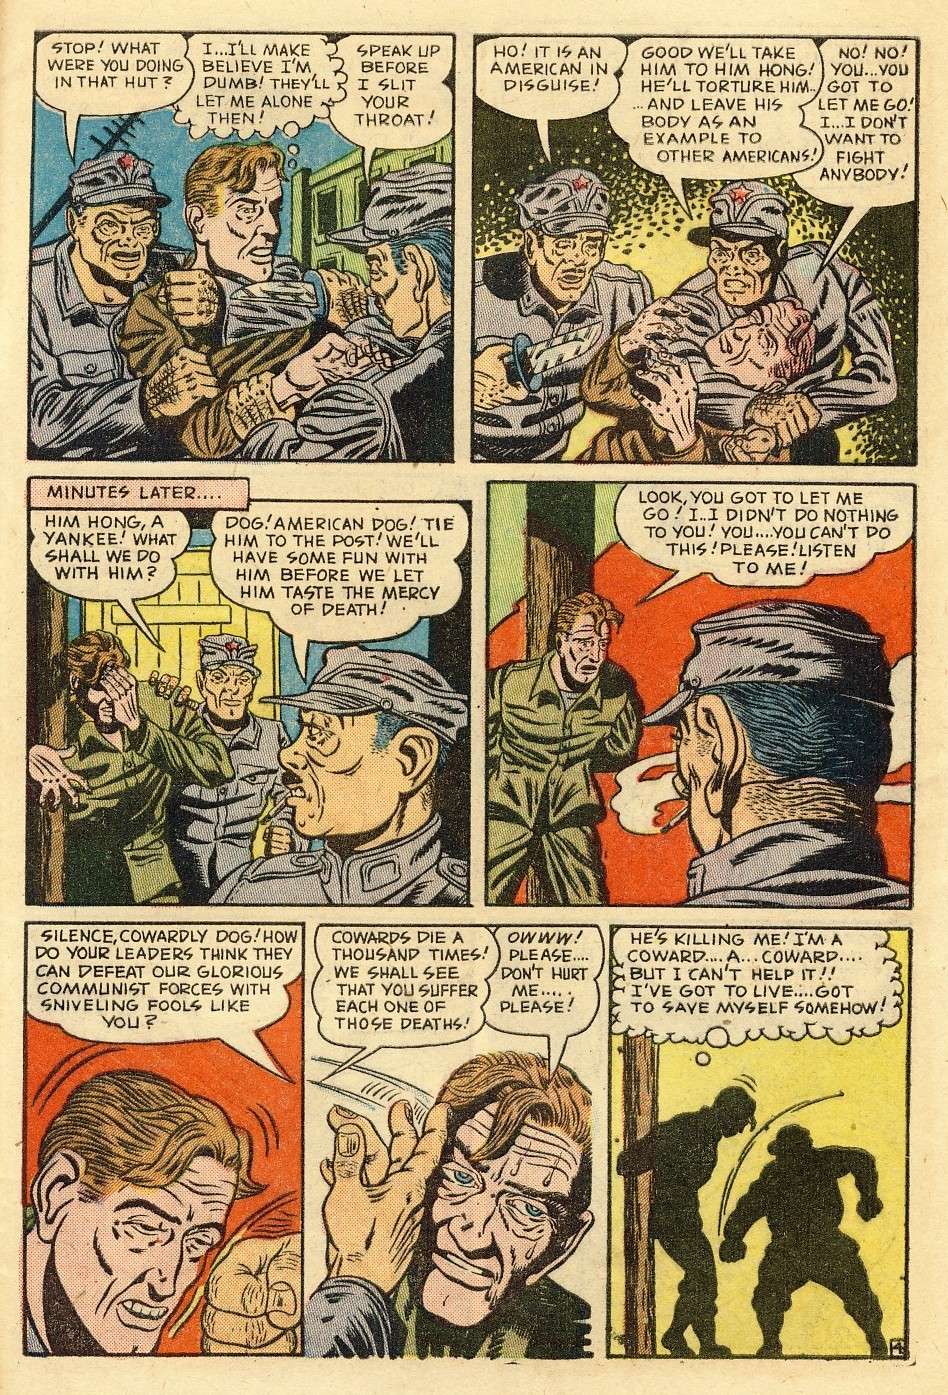 STOP! WHAT
WERE YOU DOING
IN THAT HUT?
I...I'LL MAKE
BELIEVE I'M
DUMB! THEY'LL
LET ME ALONE
THEN!
SPEAK UP
BEFORE
I SLIT
YOUR
THROAT!
HO! IT IS AN
AMERICAN IN
DISGUISE!
GOOD WE'LL TAKE
HIM TO HIM HONG!
HE'LL TORTURE HIM..
...AND LEAVE HIS
BODY AS AN
EXAMPLE TO
OTHER AMERICANS!
NO! NO!
YOU...YOU
GOT TO
LET ME GO!
I...I DON'T
WANT TO
FIGHT
ANYBODY!
MINUTES LATER....
HIM HONG, A
YANKEE! WHAT
SHALL WE DO
WITH HIM?
DOG! AMERICAN DOG! TIE
HIM TO THE POST! WE'LL
HAVE SOME FUN WITH
HIM BEFORE WE LET
HIM TASTE THE MERCY
OF DEATH!
LOOK, YOU GOT TO LET ME
GO! I..I DIDN'T DO NOTHING
TO YOU! YOU....YOU CAN'T DO
THIS! PLEASE! LISTEN
TO ME!
SILENCE, COWARDLY DOG! HOW
DO YOUR LEADERS THINK THEY
CAN DEFEAT OUR GLORIOUS
COMMUNIST FORCES WITH
SNIVELING FOOLS LIKE
YOU?
COWARDS DIE A
THOUSAND TIMES!
WE SHALL SEE
THAT YOU SUFFER
EACH ONE OF
THOSE DEATHS!
OWWW!
PLEASE....
DON'T HURT
ME.....
PLEASE!
HE'S KILLING ME! I'M A
COWARD....A...COWARD....
BUT I CAN'T HELP IT!!
I'VE GOT TO LIVE....GOT
TO SAVE MYSELF SOMEHOW!
4